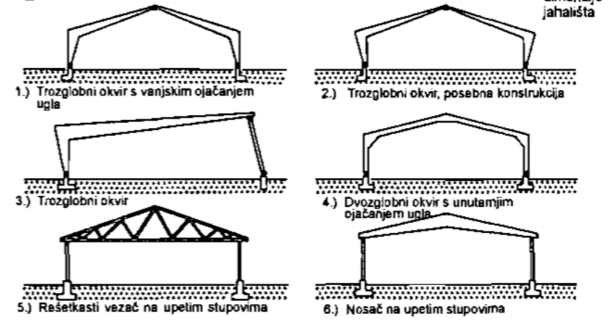 jahališta
1.) Trozglobni okvir s vanjskim ojačanjem
ugla
2.) Trozglobni okvir, posebna konstrukcija
3.) Trozglobni okvir
4.) Dvozglobni okvir s unutarnjim
ojačanjem ugla
5.) Rešetkasti vezač na upetim stupovima
6.) Nosač na upetim stupovima